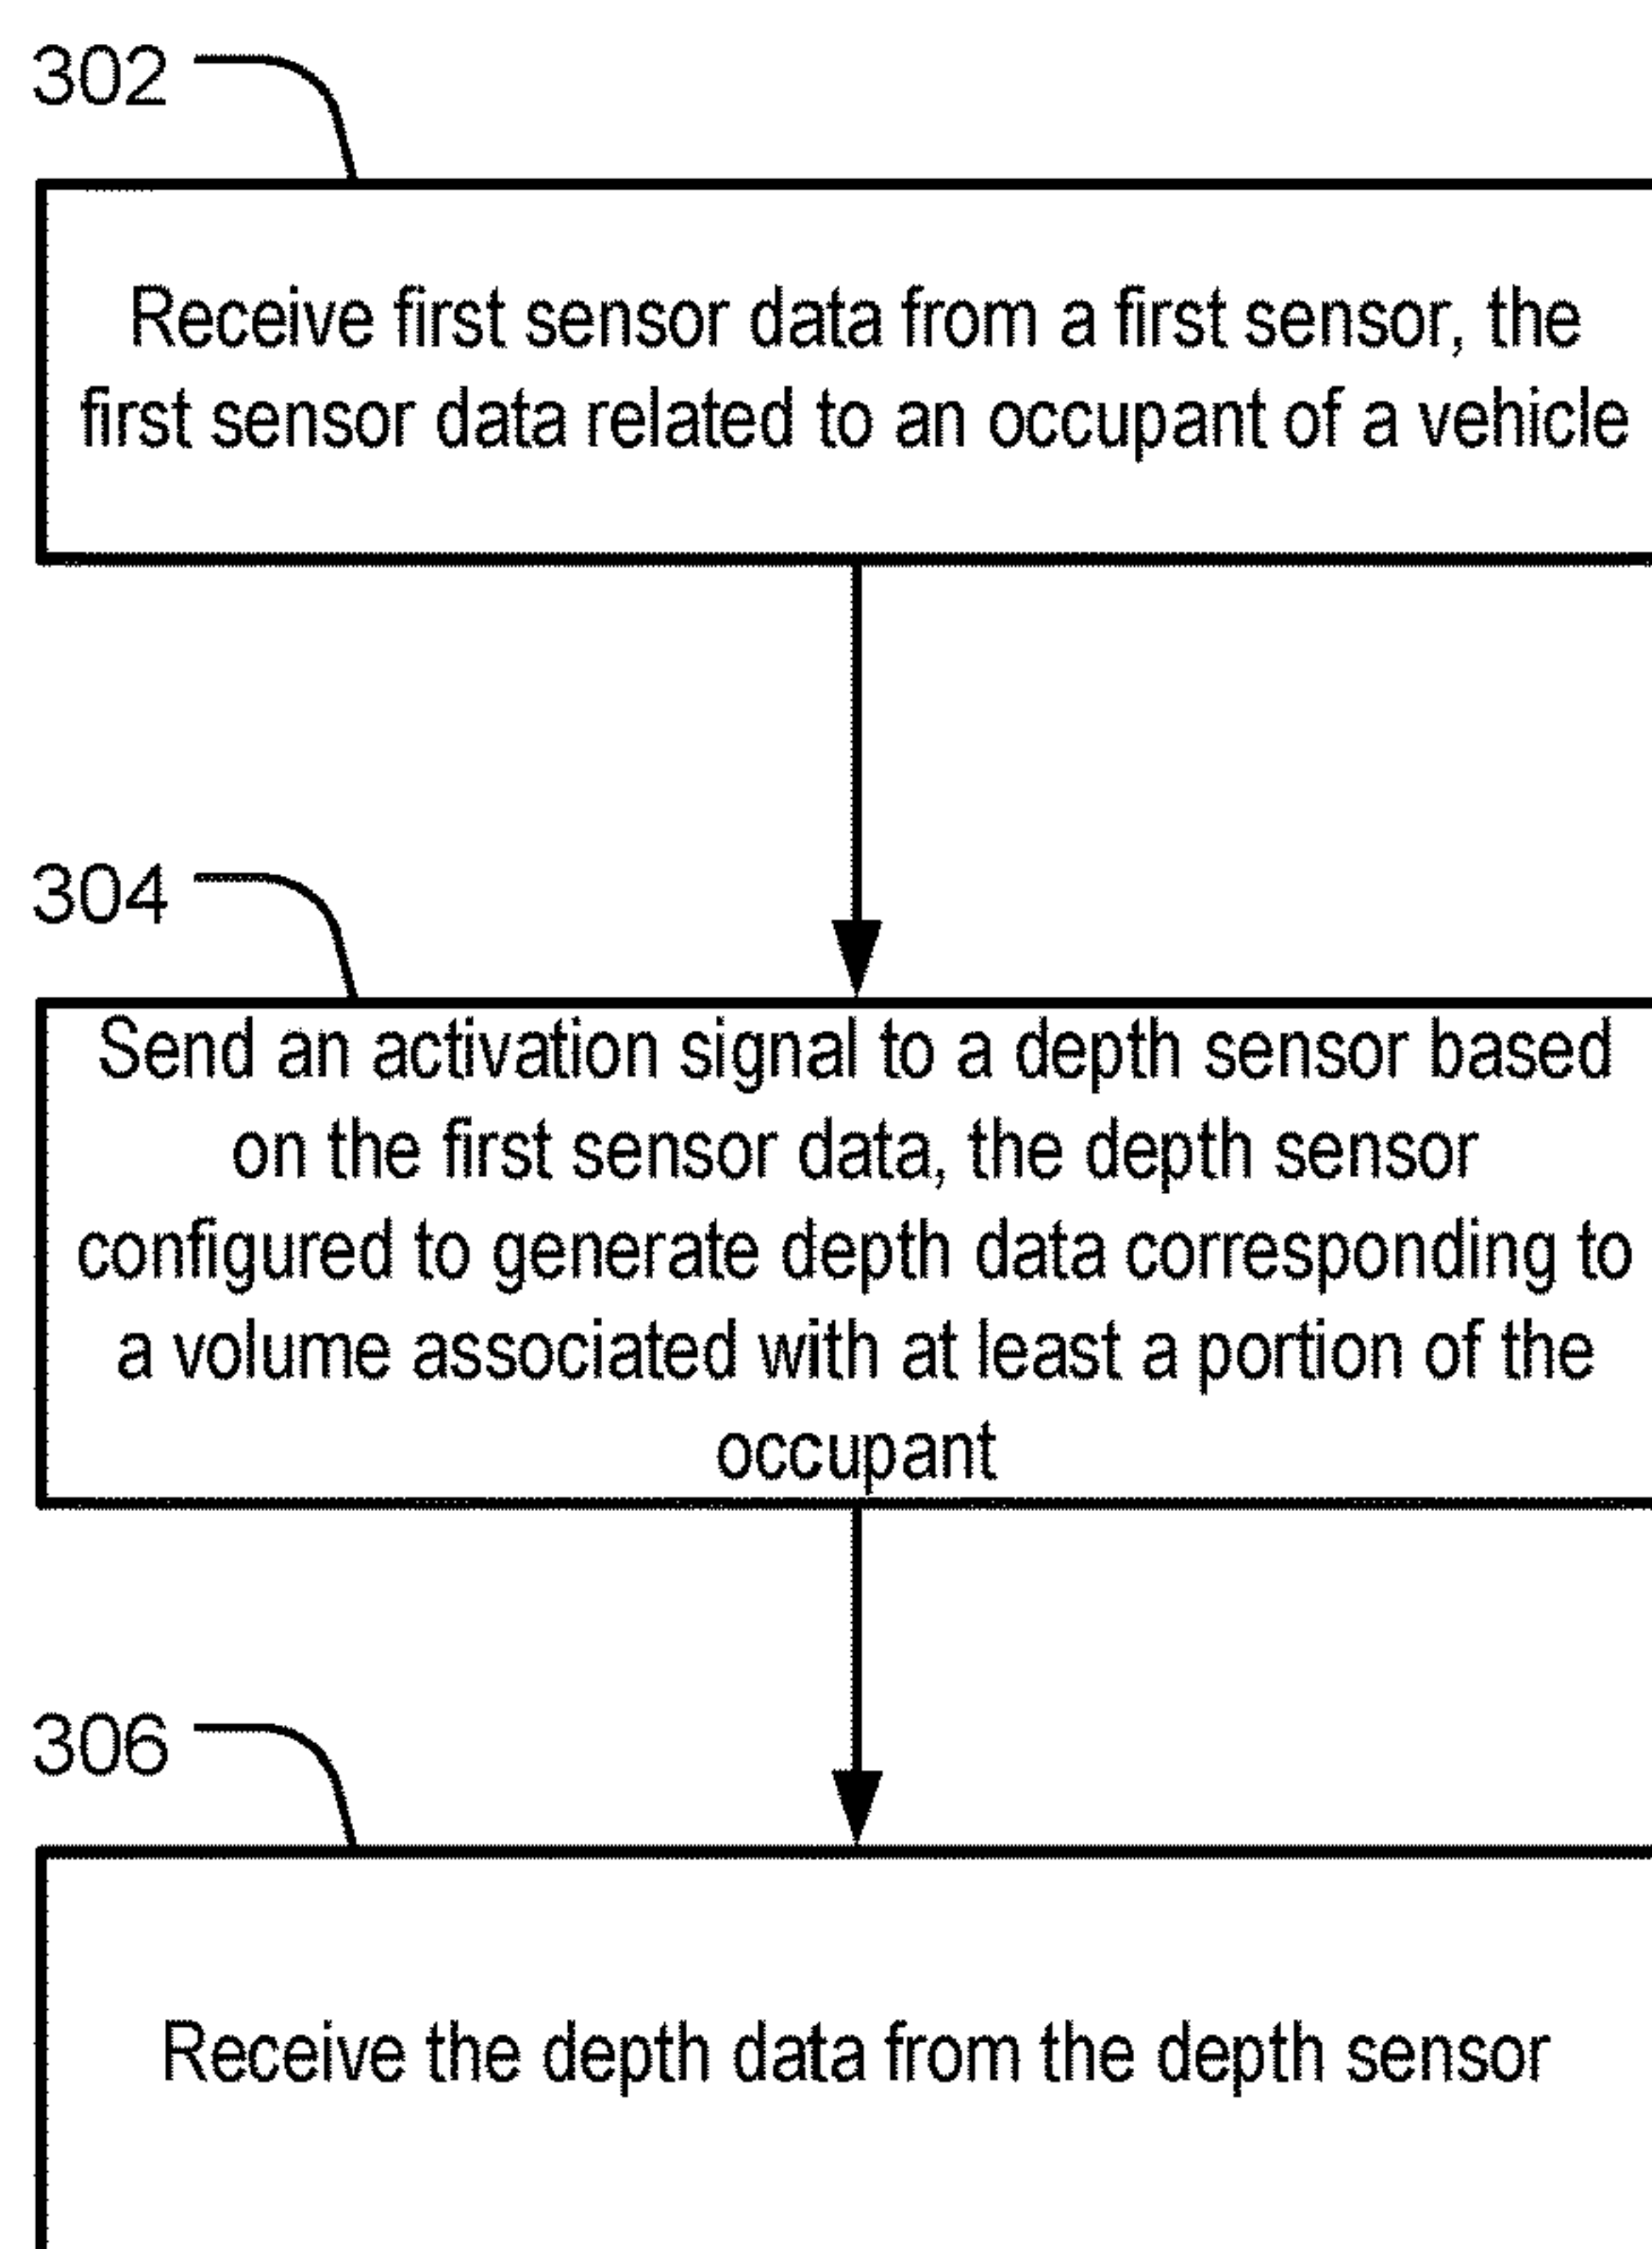 302
Receive first sensor data from a first sensor, the
first sensor data related to an occupant of a vehicle
304
Send an activation signal to a depth sensor based
on the first sensor data, the depth sensor
configured to generate depth data corresponding to
a volume associated with at least a portion of the
occupant
306
Receive the depth data from the depth sensor